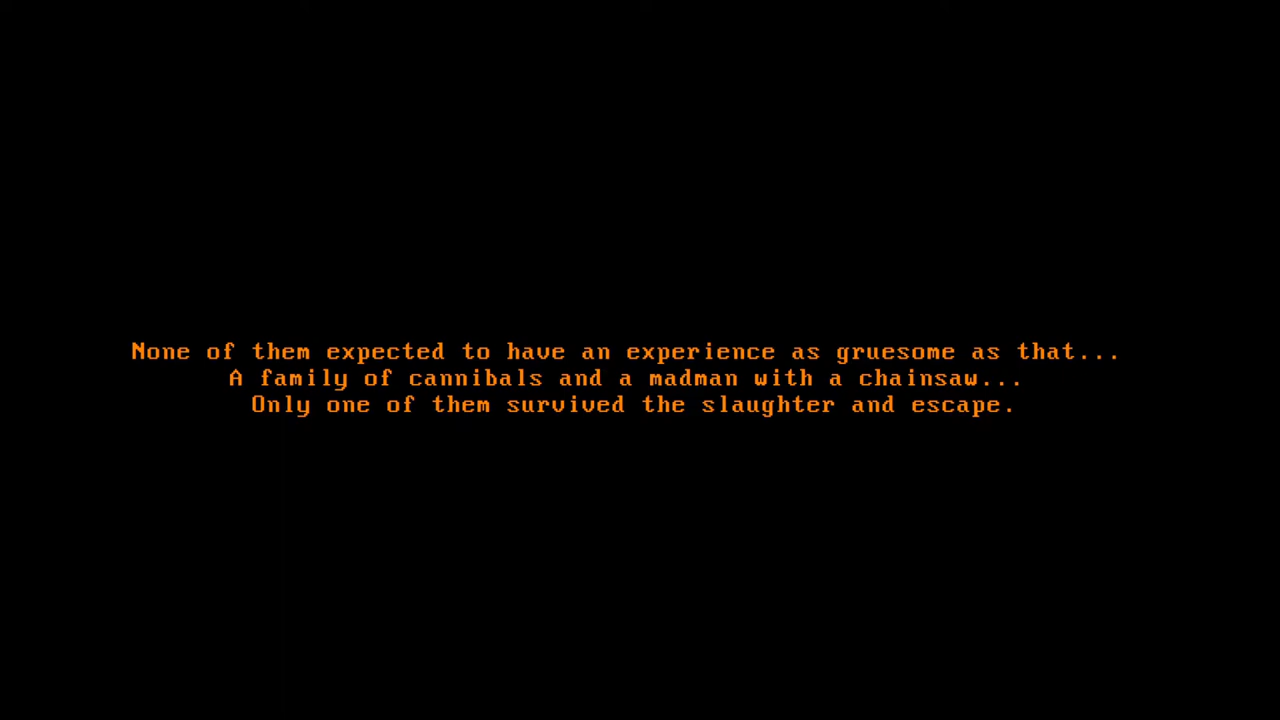 None of them expected to have an experience as gruesome as that...
A family of cannibals and a madman with a chainsaw...
Only one of them survived the slaughter and escape.